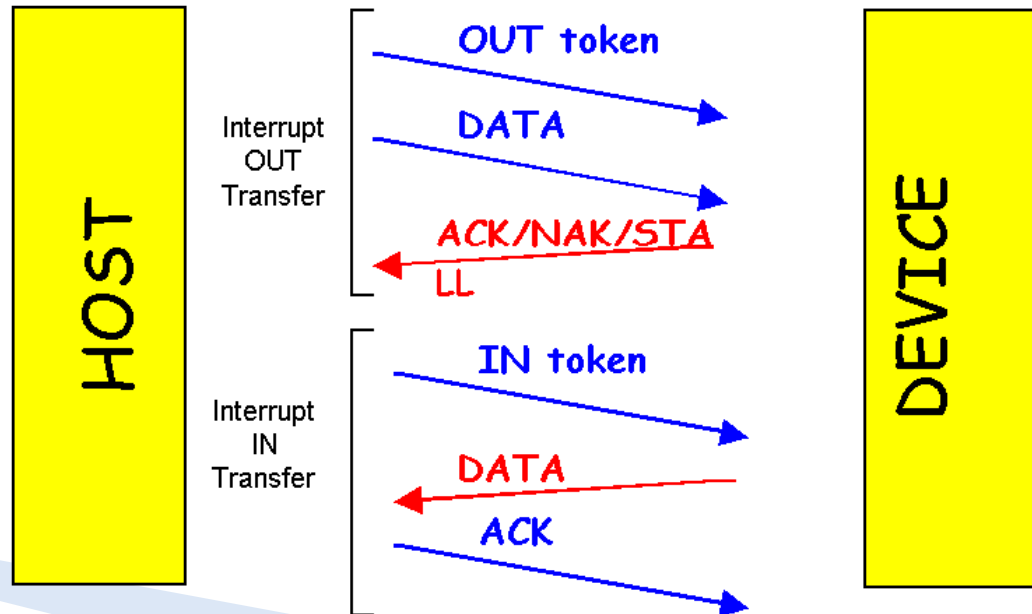 HOST
Interrupt
OUT
Transfer
OUT token
DATA
ACK/NAK/STA
LL
Interrupt
IN
Transfer
IN token
DATA
ACK
DEVICE